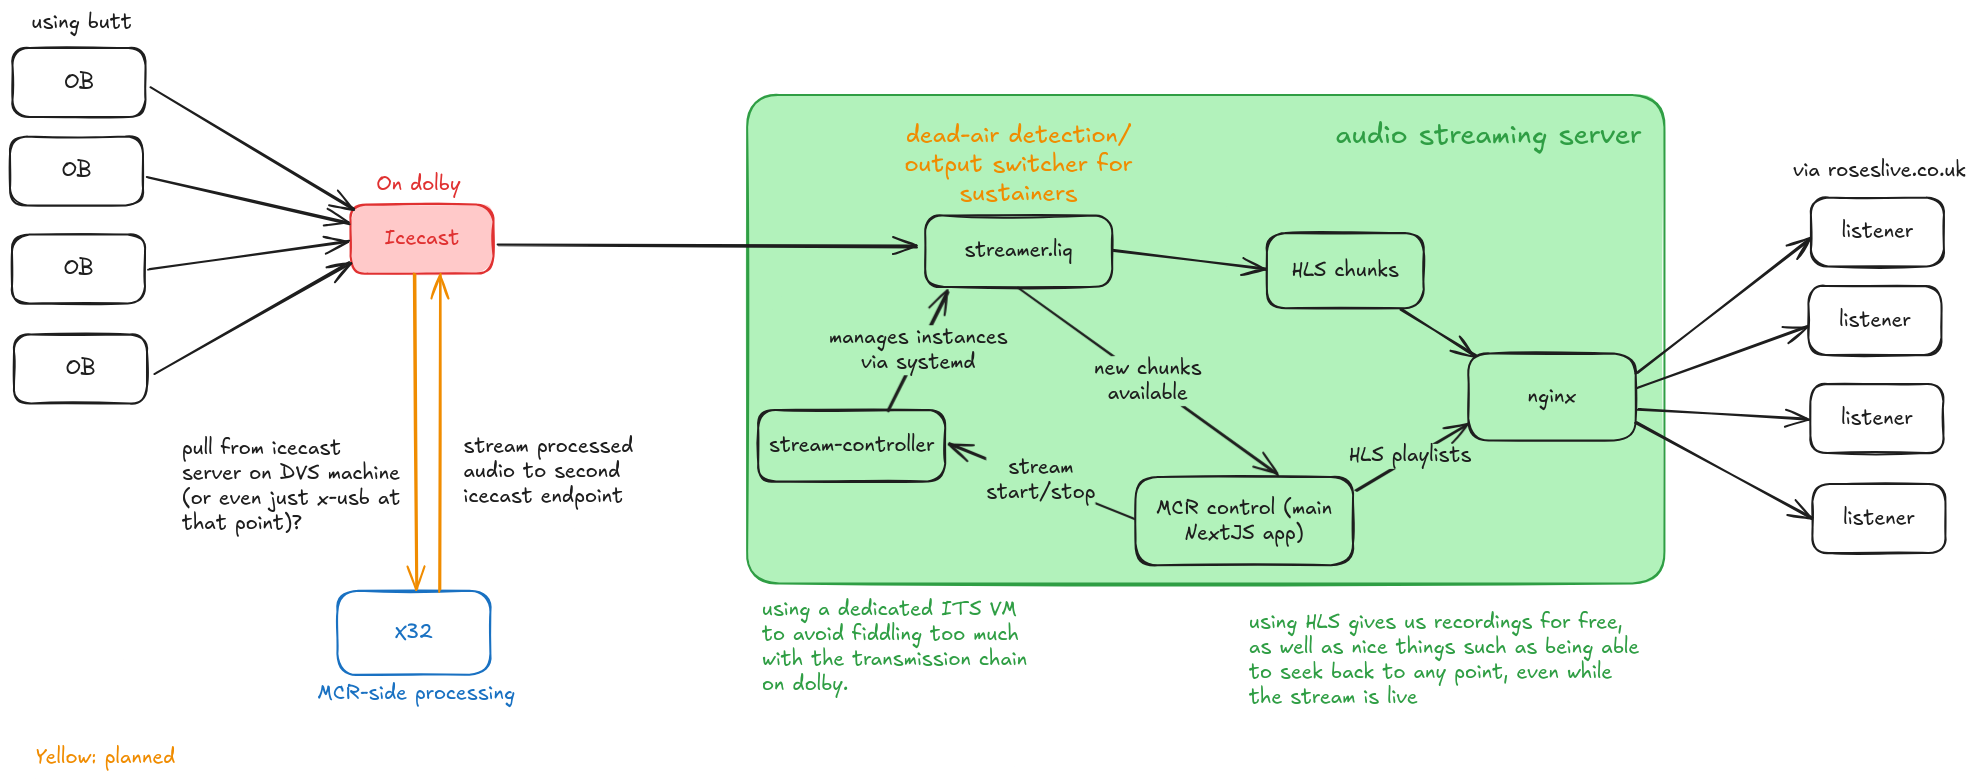 using butt
OB
OB
OB
OB
On dolby
Icecast
pull from icecast
server on DVS machine
(or even just x-usb at
that point)?
stream processed
audio to second
icecast endpoint
X32
MCR-side processing
Yellow: planned
audio streaming server
dead-air detection/
output switcher for
sustainers
streamer.liq
HLS chunks
manages instances
via systemd
new chunks
available
nginx
stream-controller
HLS playlists
stream
start/stop
MCR control (main
NextJS app)
using a dedicated ITS VM
to avoid fiddling too much
with the transmission chain
on dolby.
using HLS gives us recordings for free,
as well as nice things such as being able
to seek back to any point, even while
the stream is live
via roseslive.co.uk
listener
listener
listener
listener